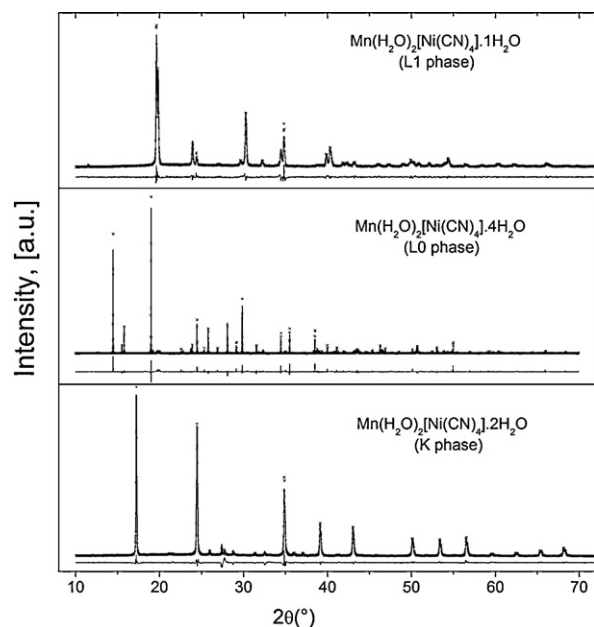 Mn(H₂O)₂[Ni(CN)₄].1H₂O
(L1 phase)
Mn(H₂O)₂[Ni(CN)₄].4H₂O
(L0 phase)
Mn(H₂O)₂[Ni(CN)₄].2H₂O
(K phase)
Intensity, [a.u.]
10 20 30 40 50 60 70
2θ(°)